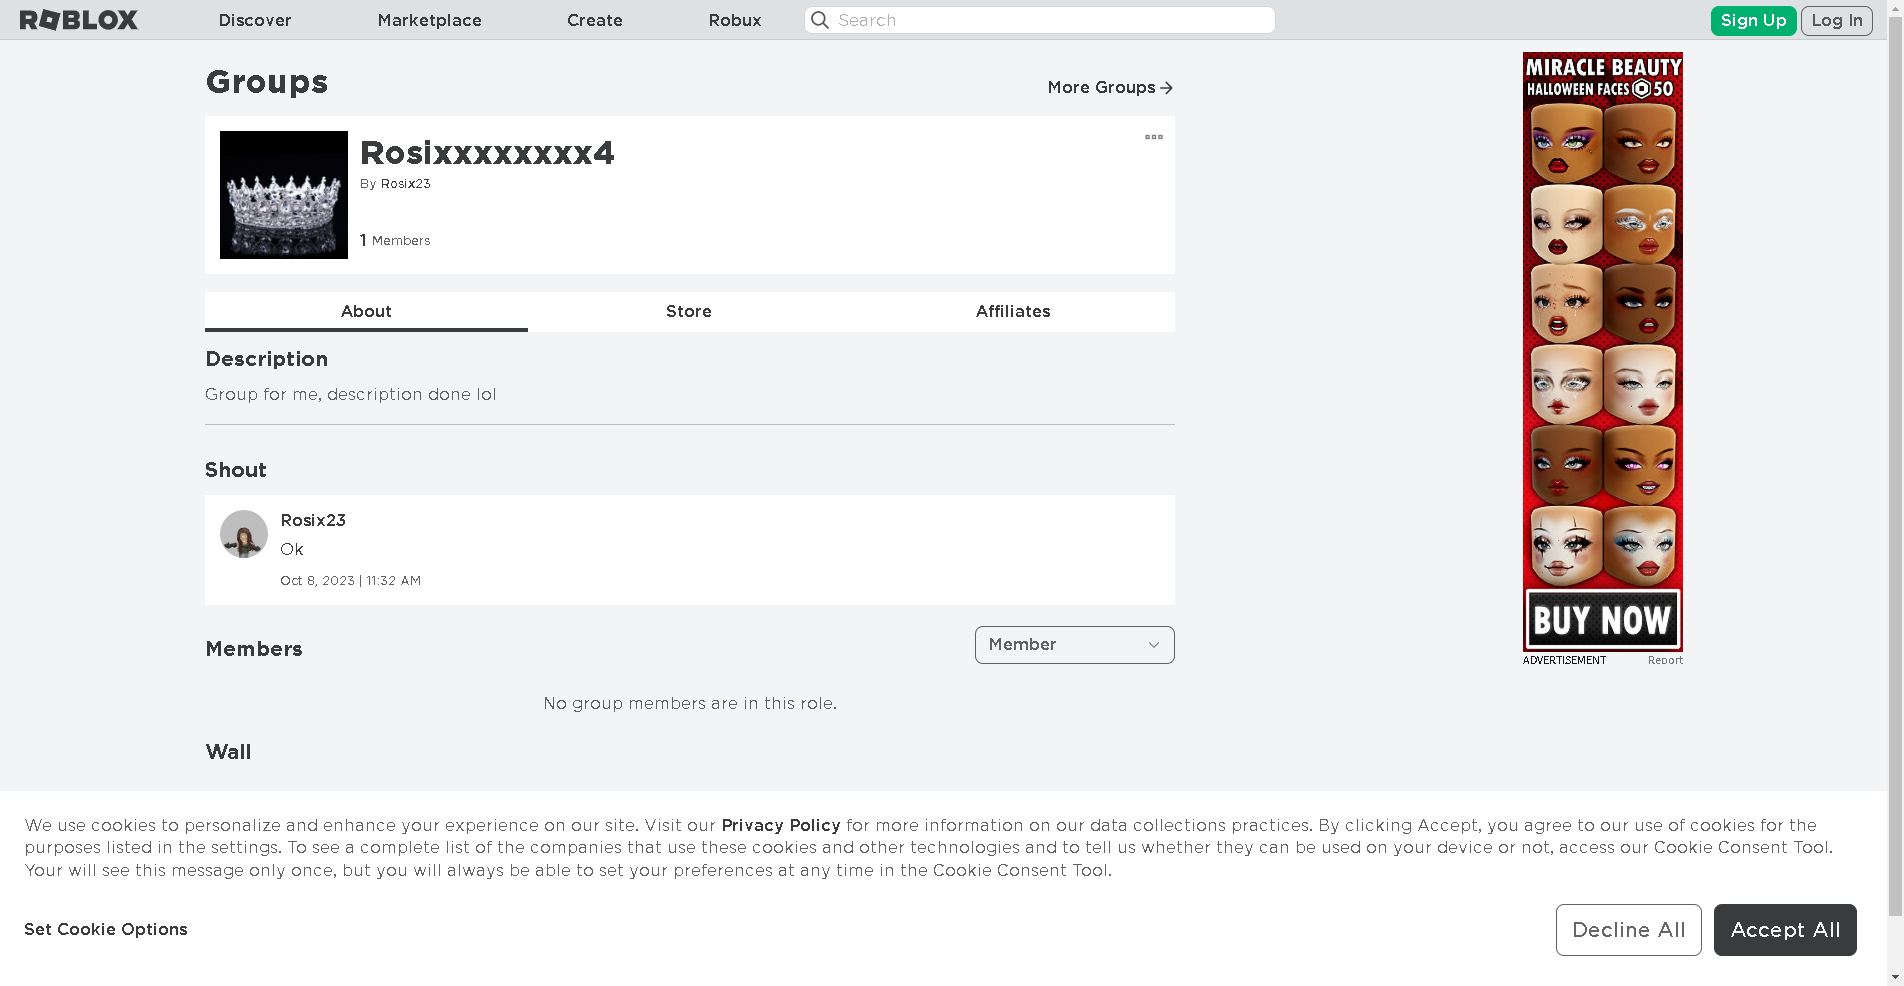 ROBLOX
Discover
Marketplace
Create
Robux
Search
Sign Up
Log In
Groups
More Groups
Rosixxxxxxxx4
By Rosix23
1 Members
About
Store
Affiliates
Description
Group for me, description done lol
Shout
Rosix23
Ok
Oct 8, 2023 | 11:32 AM
Members
Member
No group members are in this role.
Wall
MIRACLE BEAUTY
HALLOWEEN FACES 50
BUY NOW
ADVERTISEMENT
Report
We use cookies to personalize and enhance your experience on our site. Visit our Privacy Policy for more information on our data collections practices. By clicking Accept, you agree to our use of cookies for the
purposes listed in the settings. To see a complete list of the companies that use these cookies and other technologies and to tell us whether they can be used on your device or not, access our Cookie Consent Tool.
Your will see this message only once, but you will always be able to set your preferences at any time in the Cookie Consent Tool.
Set Cookie Options
Decline All
Accept All